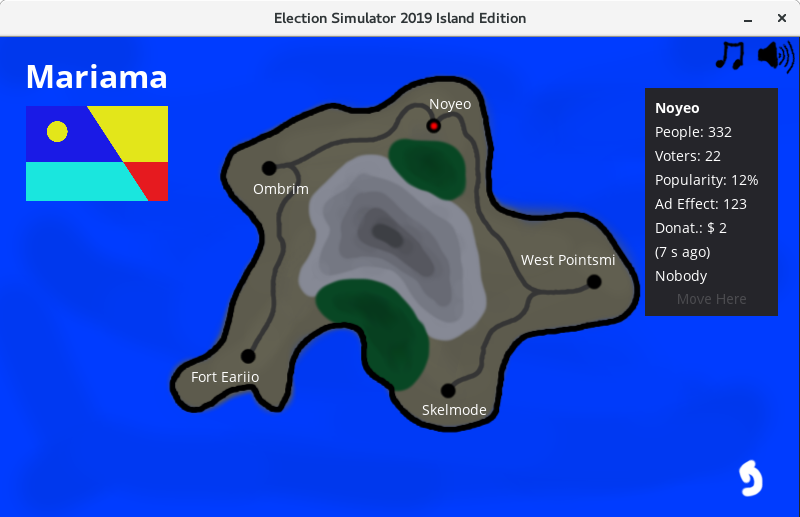 Election Simulator 2019 Island Edition
Mariama
Noyeo
Ombrim
West Pointsmi
Fort Eariio
Skelmode
Noyeo
People: 332
Voters: 22
Popularity: 12%
Ad Effect: 123
Donat.: $ 2
(7 s ago)
Nobody
Move Here